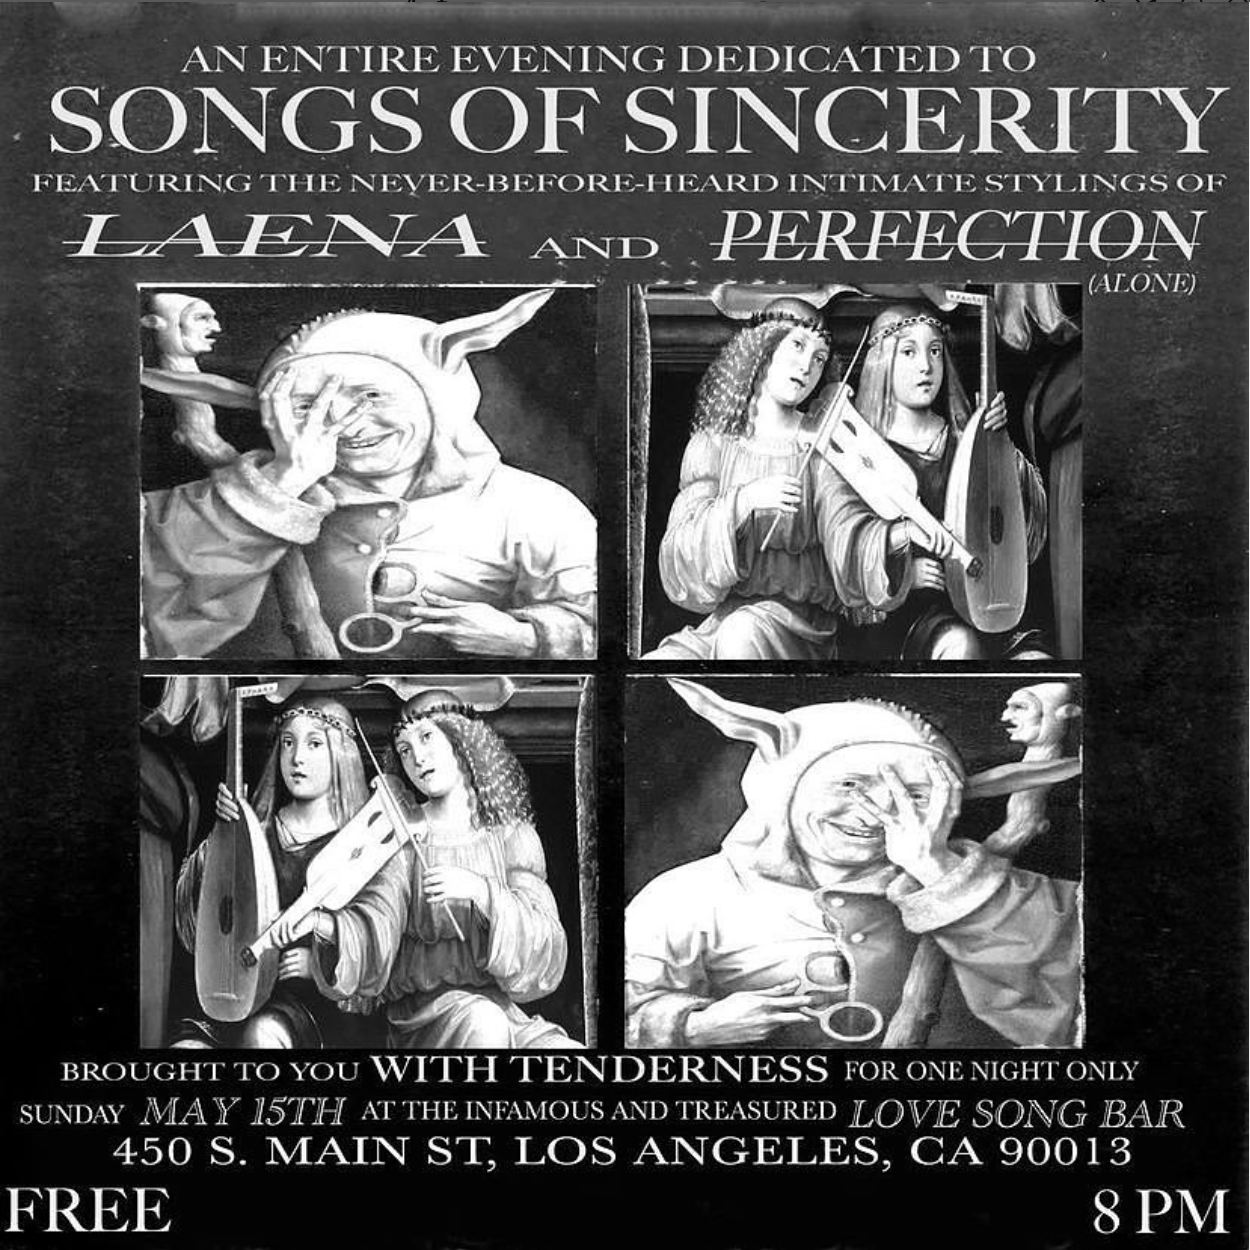 AN ENTIRE EVENING DEDICATED TO
SONGS OF SINCERITY
FEATURING THE NEVER-BEFORE-HEARD INTIMATE STYLINGS OF
LAENA AND PERFECTION
(ALONE)
BROUGHT TO YOU WITH TENDERNESS FOR ONE NIGHT ONLY
SUNDAY MAY 15TH AT THE INFAMOUS AND TREASURED LOVE SONG BAR
450 S. MAIN ST, LOS ANGELES, CA 90013
FREE 8 PM